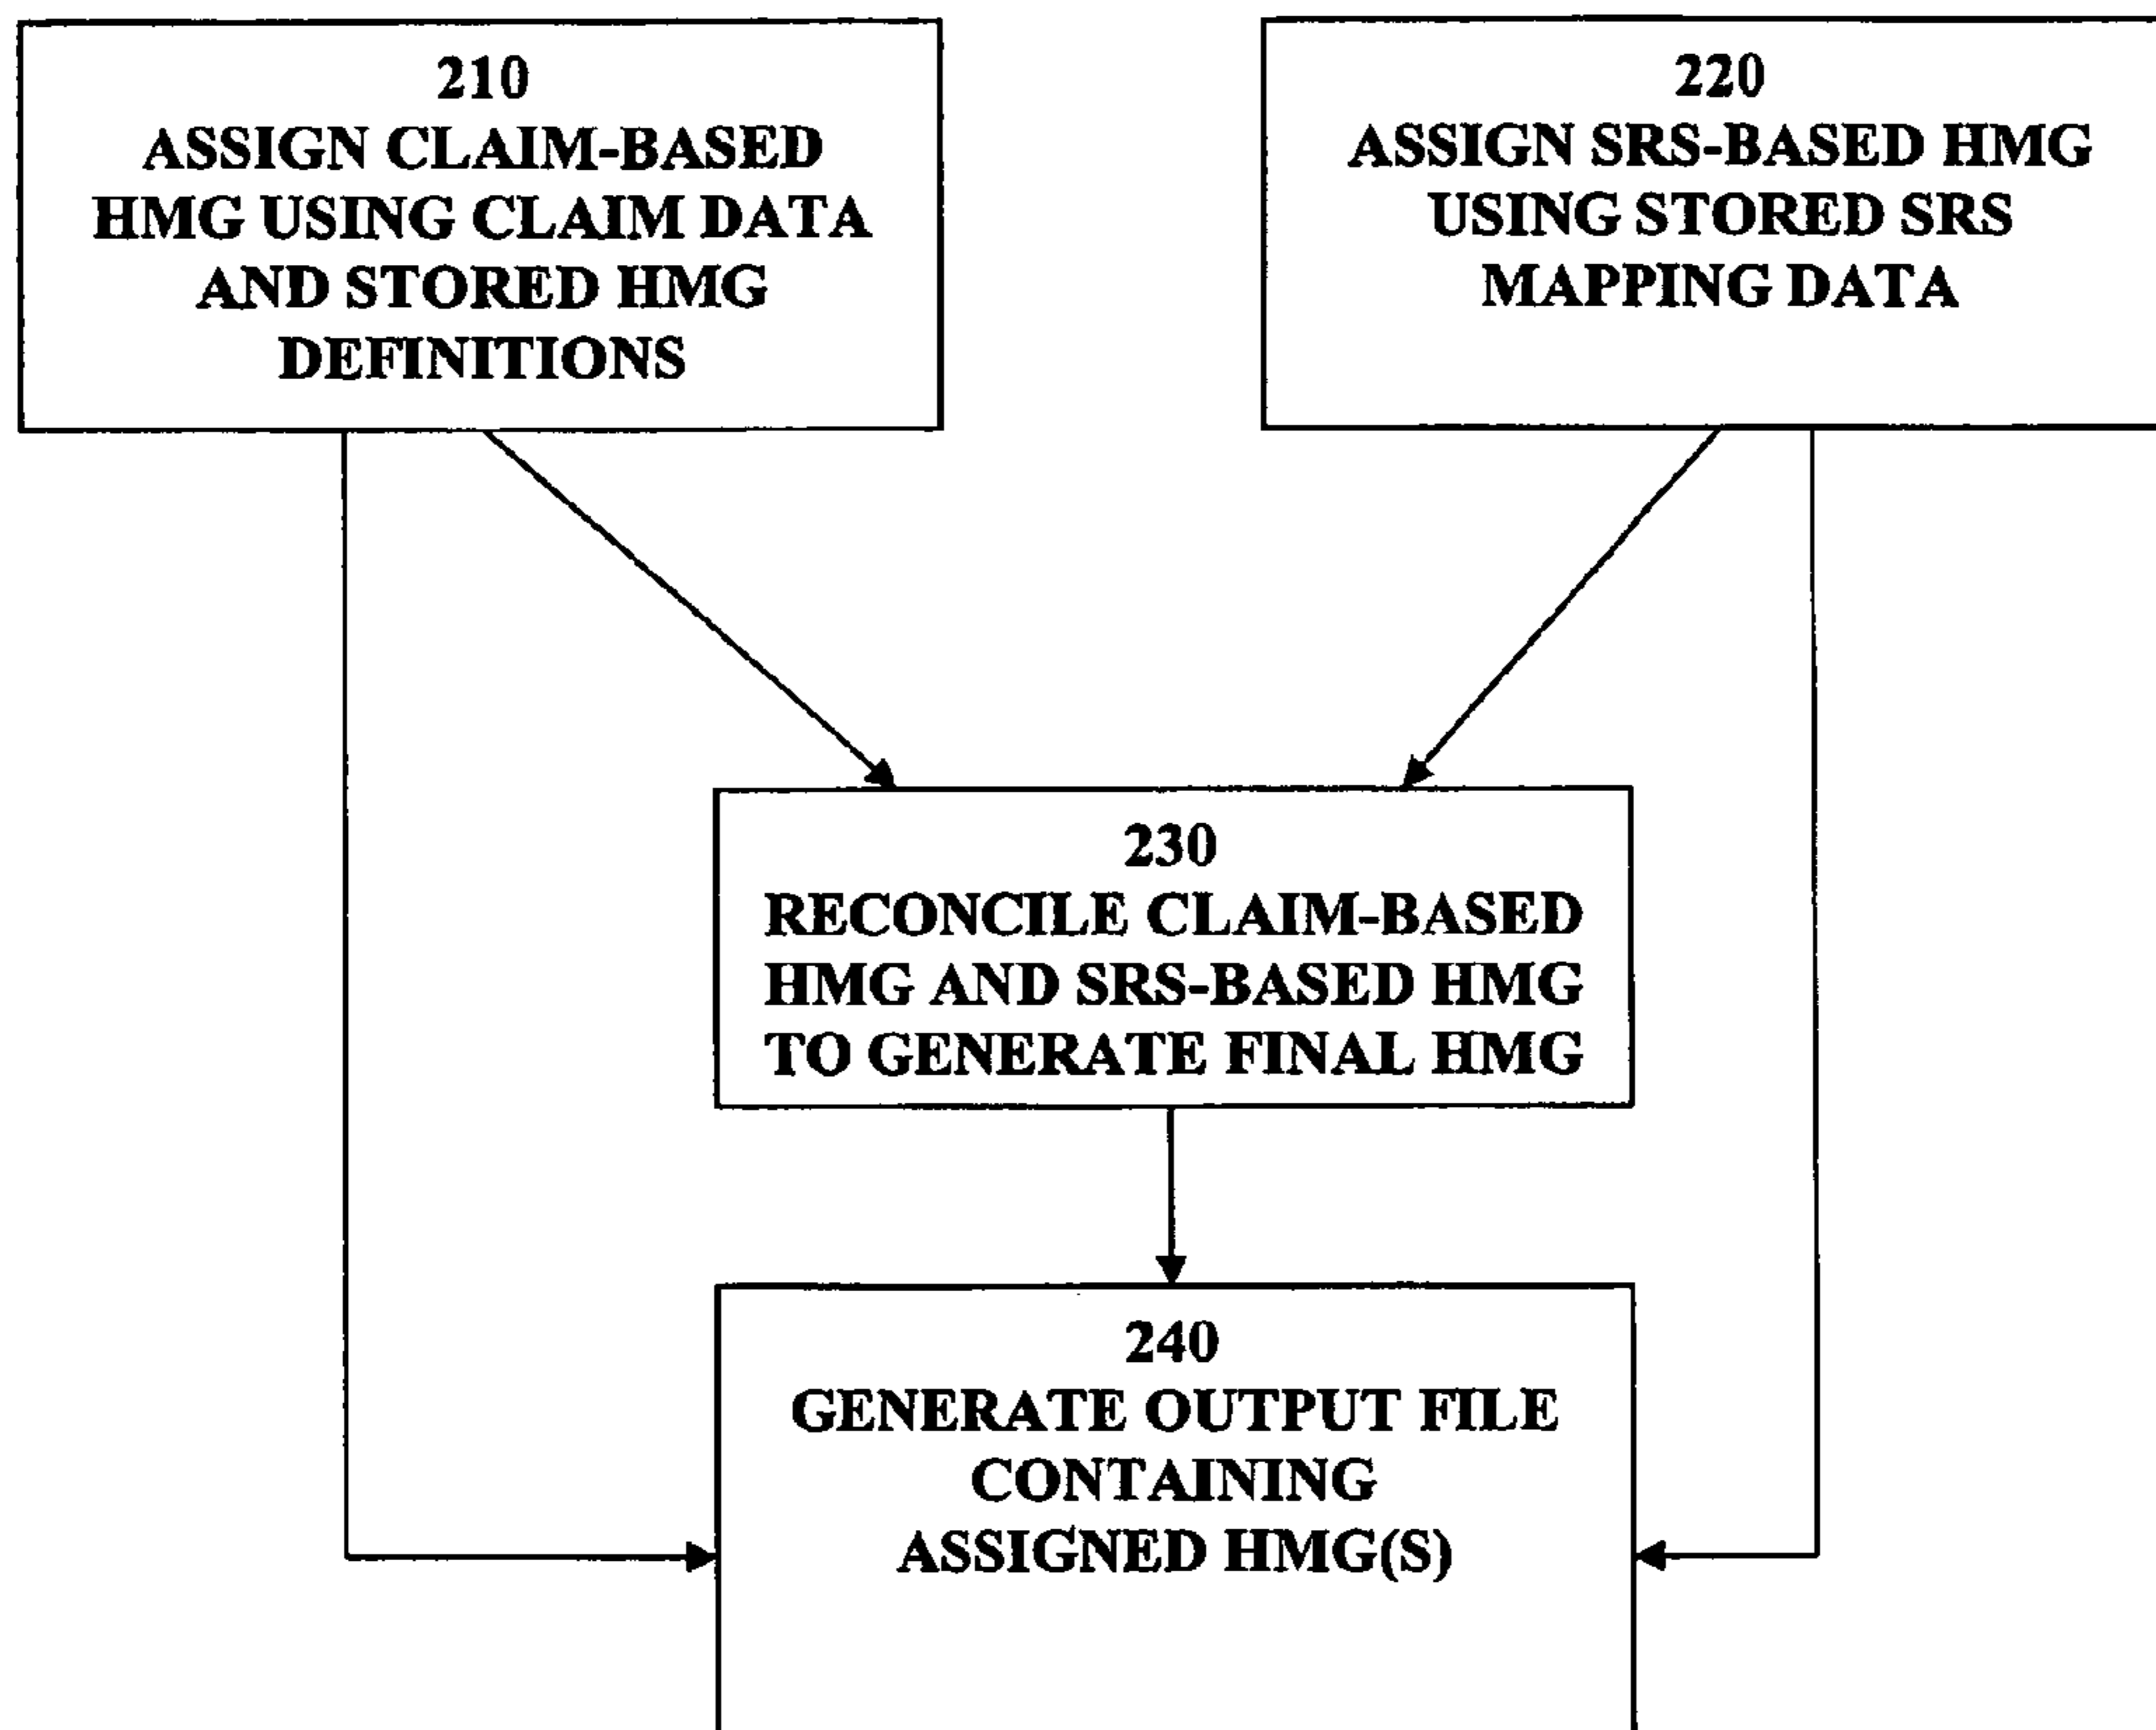 210
ASSIGN CLAIM-BASED
HMG USING CLAIM DATA
AND STORED HMG
DEFINITIONS
220
ASSIGN SRS-BASED HMG
USING STORED SRS
MAPPING DATA
230
RECONCILE CLAIM-BASED
HMG AND SRS-BASED HMG
TO GENERATE FINAL HMG
240
GENERATE OUTPUT FILE
CONTAINING
ASSIGNED HMG(S)